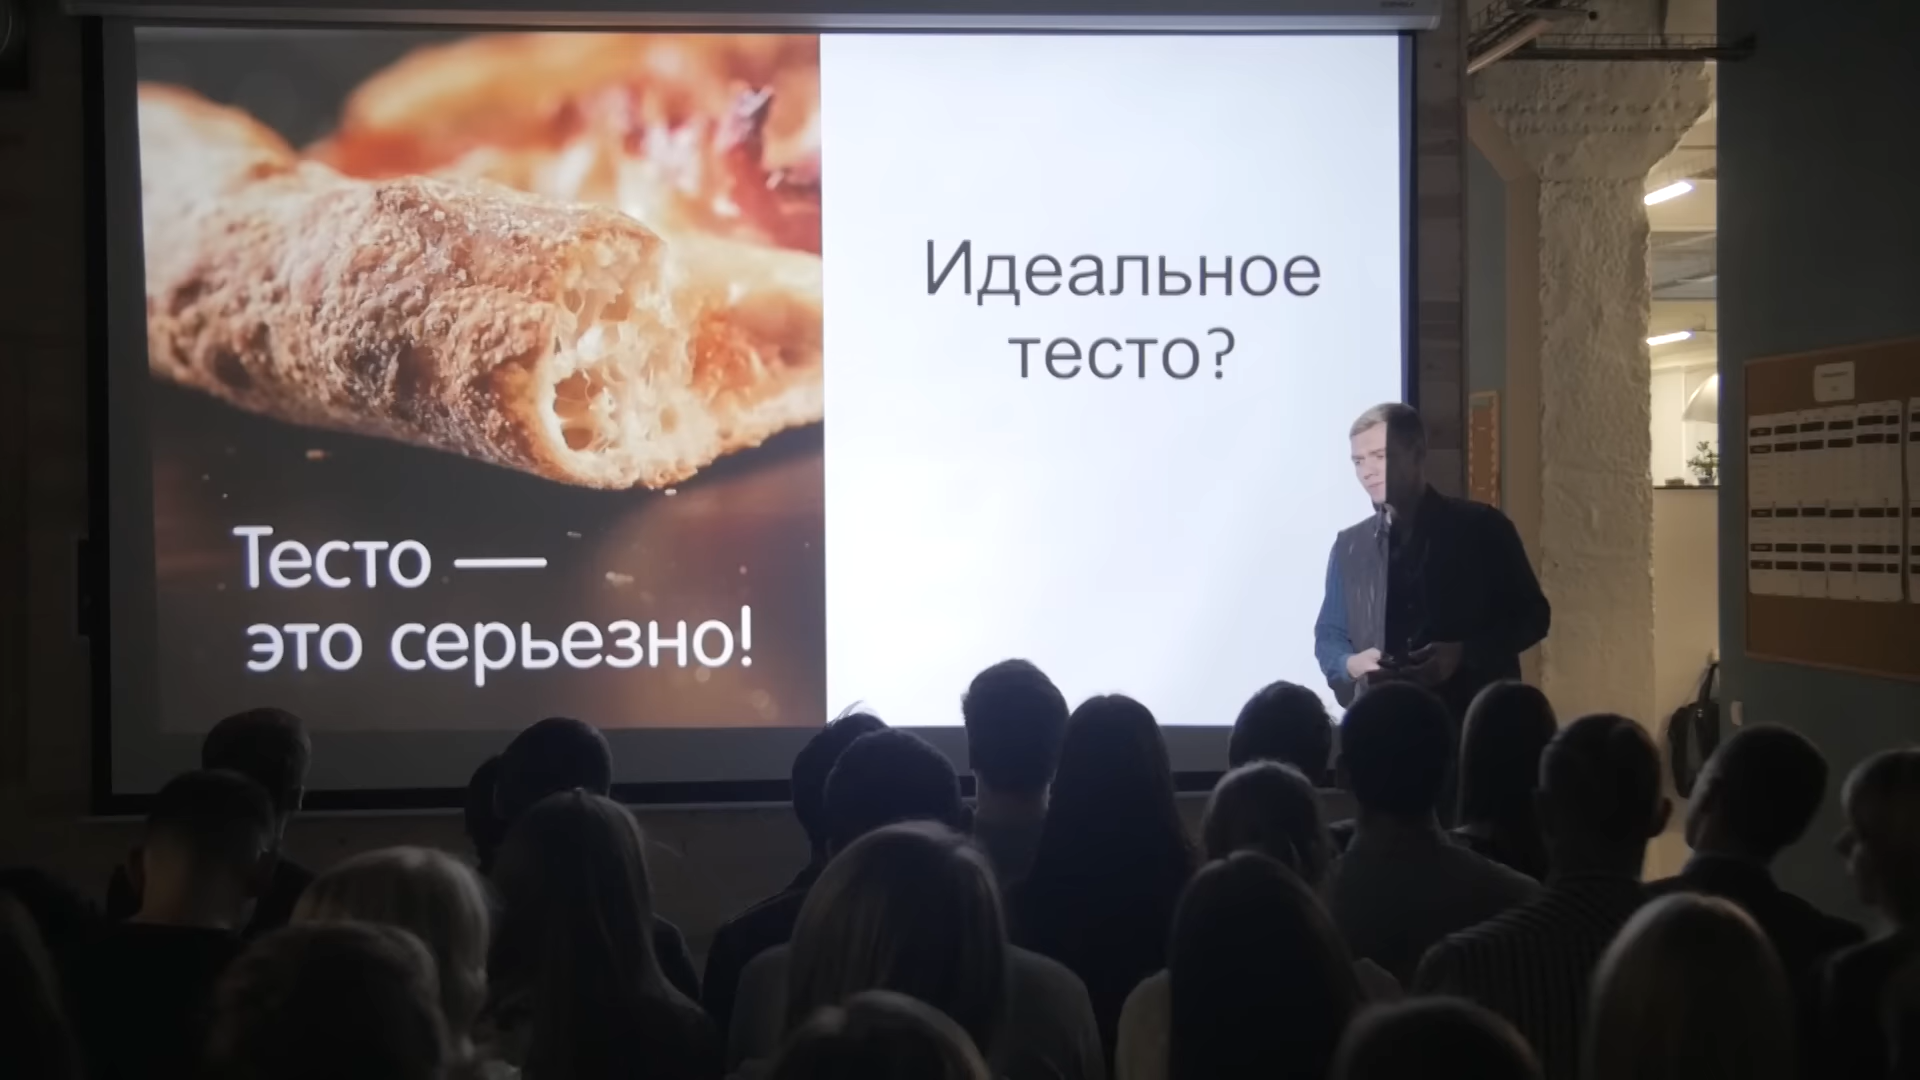 Тесто —
это серьезно!
Идеальное
тесто?